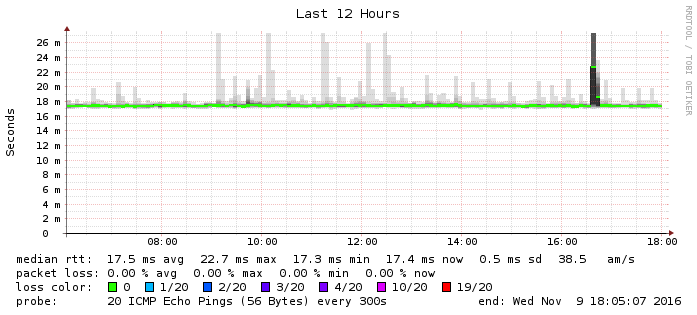 Last 12 Hours
RRDTOOL / TOBI OETIKER
Seconds
26 m
24 m
22 m
20 m
18 m
16 m
14 m
12 m
10 m
8 m
6 m
4 m
2 m
0
08:00 10:00 12:00 14:00 16:00 18:00
median rtt: 17.5 ms avg 22.7 ms max 17.3 ms min 17.4 ms now 0.5 ms sd 38.5 am/s
packet loss: 0.00 % avg 0.00 % max 0.00 % min 0.00 % now
loss color: 0 1/20 2/20 3/20 4/20 10/20 19/20
probe: 20 ICMP Echo Pings (56 Bytes) every 300s end: Wed Nov 9 18:05:07 2016